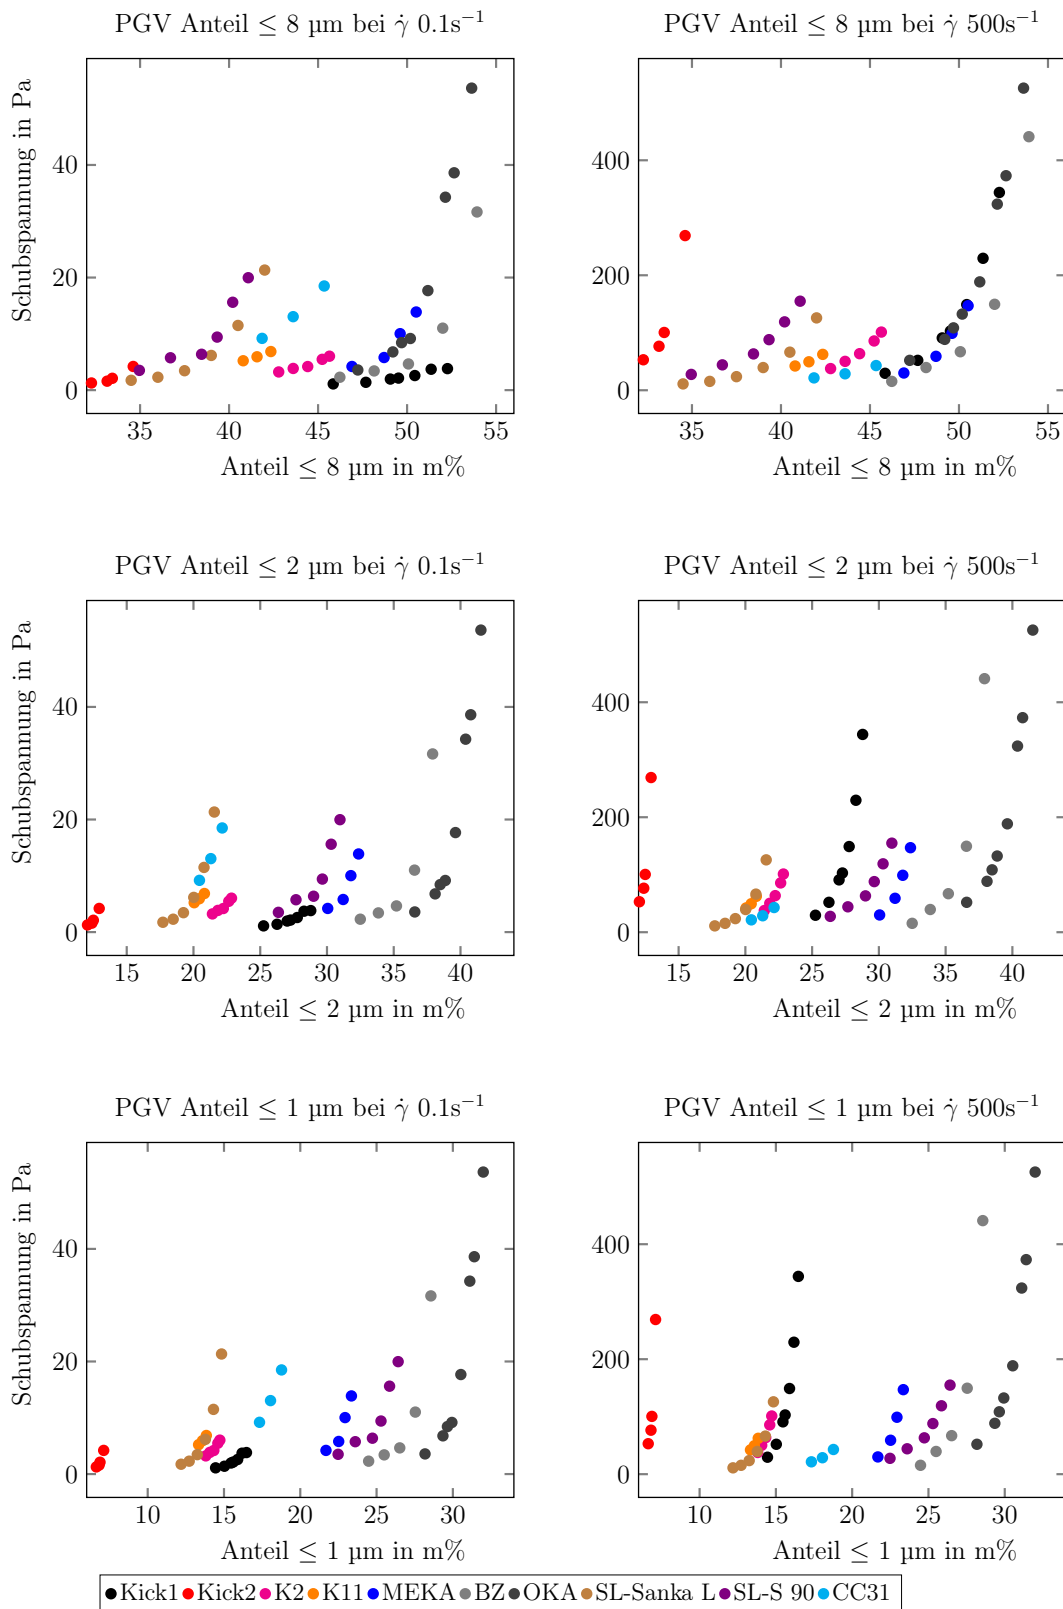 PGV Anteil ≤ 8 µm bei γ̇ 0.1s⁻¹
Schubspannung in Pa
40
20
0
35 40 45 50 55
Anteil ≤ 8 µm in m%
PGV Anteil ≤ 8 µm bei γ̇ 500s⁻¹
400
200
0
35 40 45 50 55
Anteil ≤ 8 µm in m%
PGV Anteil ≤ 2 µm bei γ̇ 0.1s⁻¹
Schubspannung in Pa
40
20
0
15 20 25 30 35 40
Anteil ≤ 2 µm in m%
PGV Anteil ≤ 2 µm bei γ̇ 500s⁻¹
400
200
0
15 20 25 30 35 40
Anteil ≤ 2 µm in m%
PGV Anteil ≤ 1 µm bei γ̇ 0.1s⁻¹
Schubspannung in Pa
40
20
0
10 15 20 25 30
Anteil ≤ 1 µm in m%
PGV Anteil ≤ 1 µm bei γ̇ 500s⁻¹
400
200
0
10 15 20 25 30
Anteil ≤ 1 µm in m%
Kick1 Kick2 K2 K11 MEKA BZ OKA SL-Sanka L SL-S 90 CC31